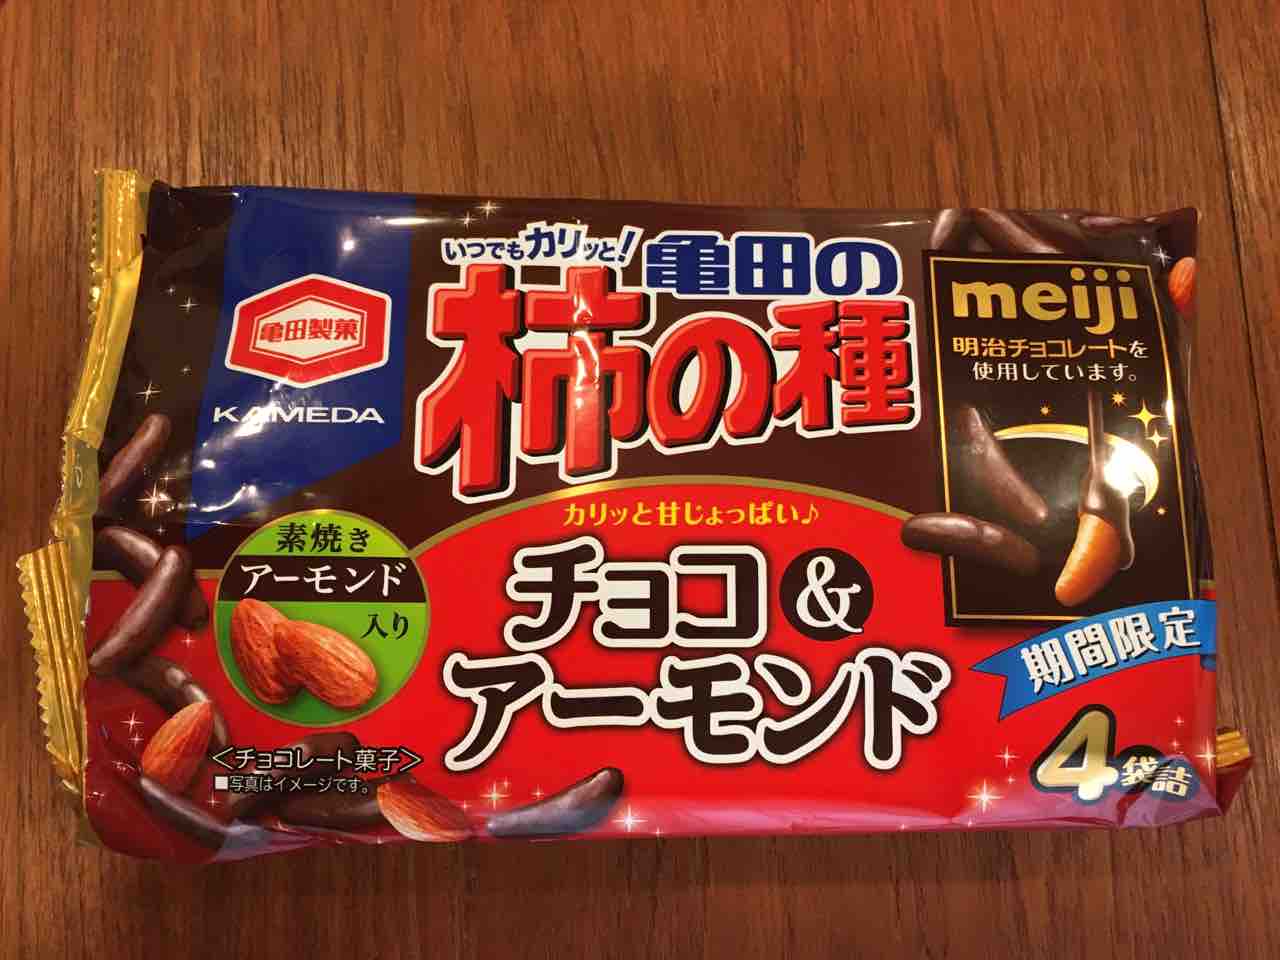 いつでもカリッと!
亀田の
柿の種
亀田製菓
KAMEDA
meiji
明治チョコレートを
使用しています。
カリッと甘じょっぱい♪
チョコ&
アーモンド
素焼き
アーモンド
入り
期間限定
4袋詰
<チョコレート菓子>
■写真はイメージです。